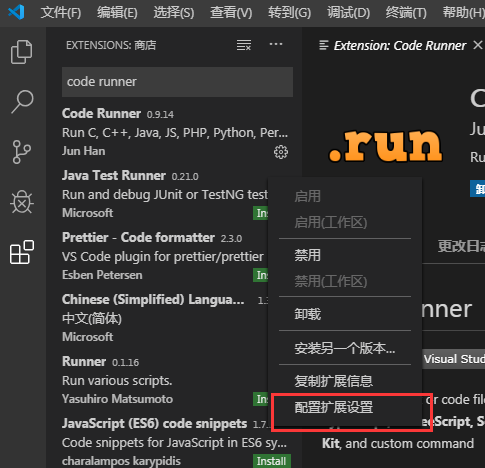 文件(F) 编辑(E) 选择(S) 查看(V) 转到(G) 调试(D) 终端(T) 帮助(H)
EXTENSIONS: 商店
Extension: Code Runner
code runner
Code Runner 0.9.14
Run C, C++, Java, JS, PHP, Python, Per...
Jun Han
Java Test Runner 0.21.0
Run and debug JUnit or TestNG test
Microsoft
Prettier - Code formatter 2.3.0
VS Code plugin for prettier/prettier
Esben Petersen
Chinese (Simplified) Langua... 1.
中文(简体)
Microsoft
Runner 0.1.16
Run various scripts.
Yasuhiro Matsumoto
JavaScript (ES6) code snippets 1.7.
Code snippets for JavaScript in ES6 sy...
charalampos karypidis Install
启用
启用(工作区)
禁用
禁用(工作区)
卸载
安装另一个版本...
复制扩展信息
配置扩展设置
.run
C
Ju
Ru
卸
更改日志
unner
Visual Stud
or code file
eScript, S
Kit, and custom command